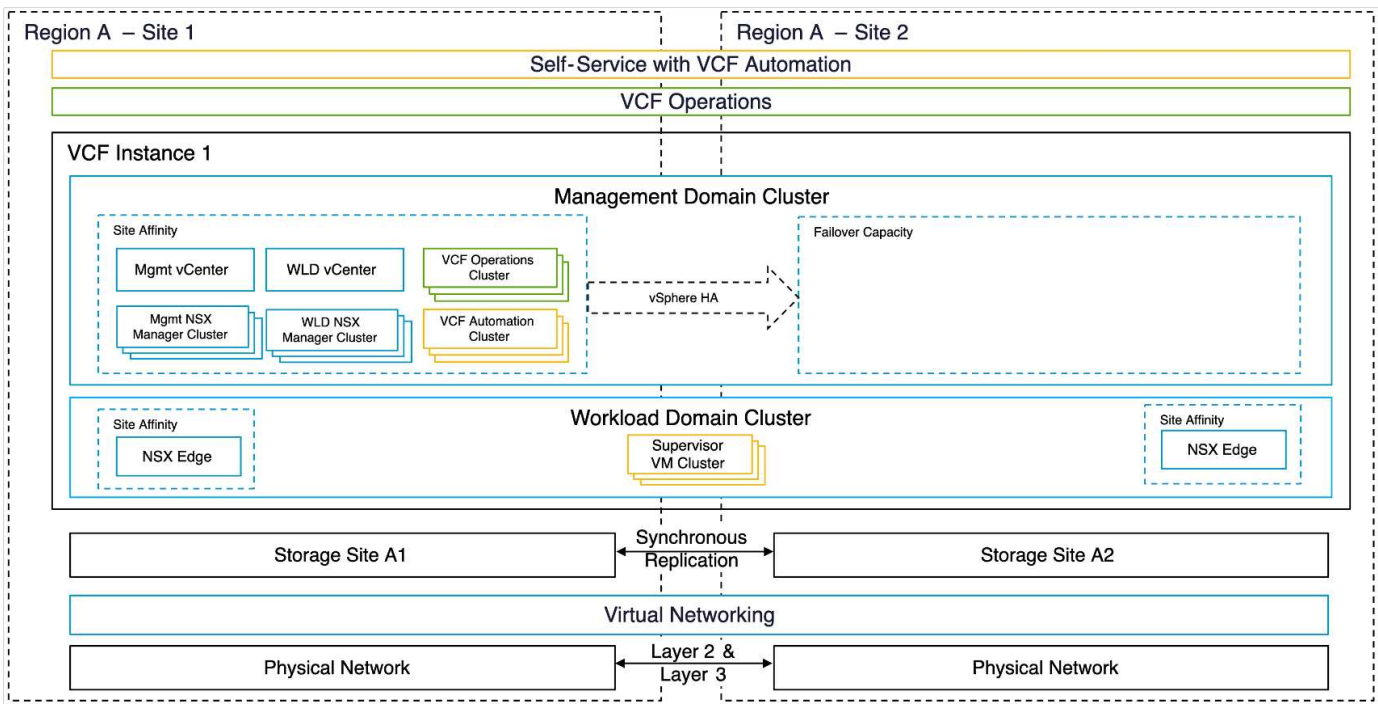 Region A – Site 1
Region A – Site 2
Self-Service with VCF Automation
VCF Operations
VCF Instance 1
Management Domain Cluster
Site Affinity
Mgmt vCenter
WLD vCenter
VCF Operations
Cluster
Mgmt NSX
Manager Cluster
WLD NSX
Manager Cluster
VCF Automation
Cluster
vSphere HA
Failover Capacity
Workload Domain Cluster
Site Affinity
NSX Edge
Supervisor
VM Cluster
Site Affinity
NSX Edge
Storage Site A1
Synchronous
Replication
Storage Site A2
Virtual Networking
Physical Network
Layer 2 &
Layer 3
Physical Network